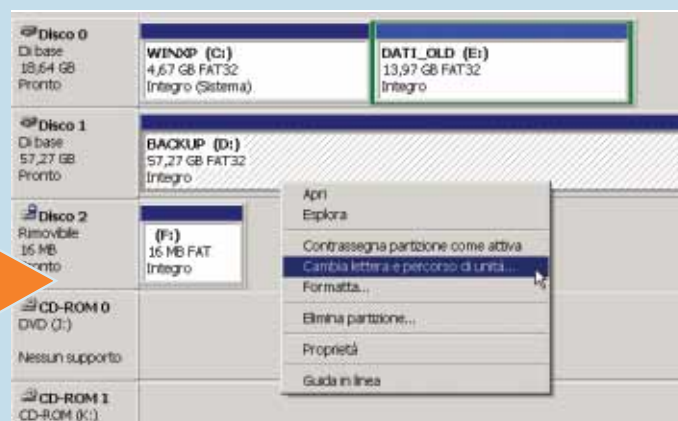 Disco 0
Di base
18,64 GB
Pronto
WINXP (C:)
4,67 GB FAT32
Integro (Sistema)
DATI_OLD (E:)
13,97 GB FAT32
Integro
Disco 1
Di base
57,27 GB
Pronto
BACKUP (D:)
57,27 GB FAT32
Integro
Disco 2
Rimovibile
16 MB
onto
(F:)
16 MB FAT
Integro
Apri
Esplora
Contrassegna partizione come attiva
Cambia lettera e percorso di unità...
Formatta...
Elimina partizione...
Proprietà
Guida in linea
CD-ROM 0
DVD (J:)
Nessun supporto
CD-ROM 1
CD-ROM (K:)